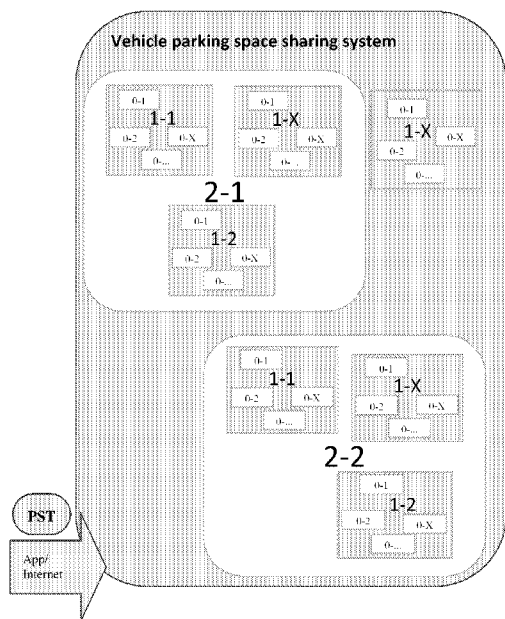 Vehicle parking space sharing system
0-1
1-1
0-2 0-X
0-...
0-1
1-X
0-2 0-X
0-...
0-1
1-X
0-2 0-X
0-...
2-1
0-1
1-2
0-2 0-X
0-...
0-1
1-1
0-2 0-X
0-...
0-1
1-X
0-2 0-X
0-...
2-2
0-1
1-2
0-2 0-X
0-...
PST
App/
Internet